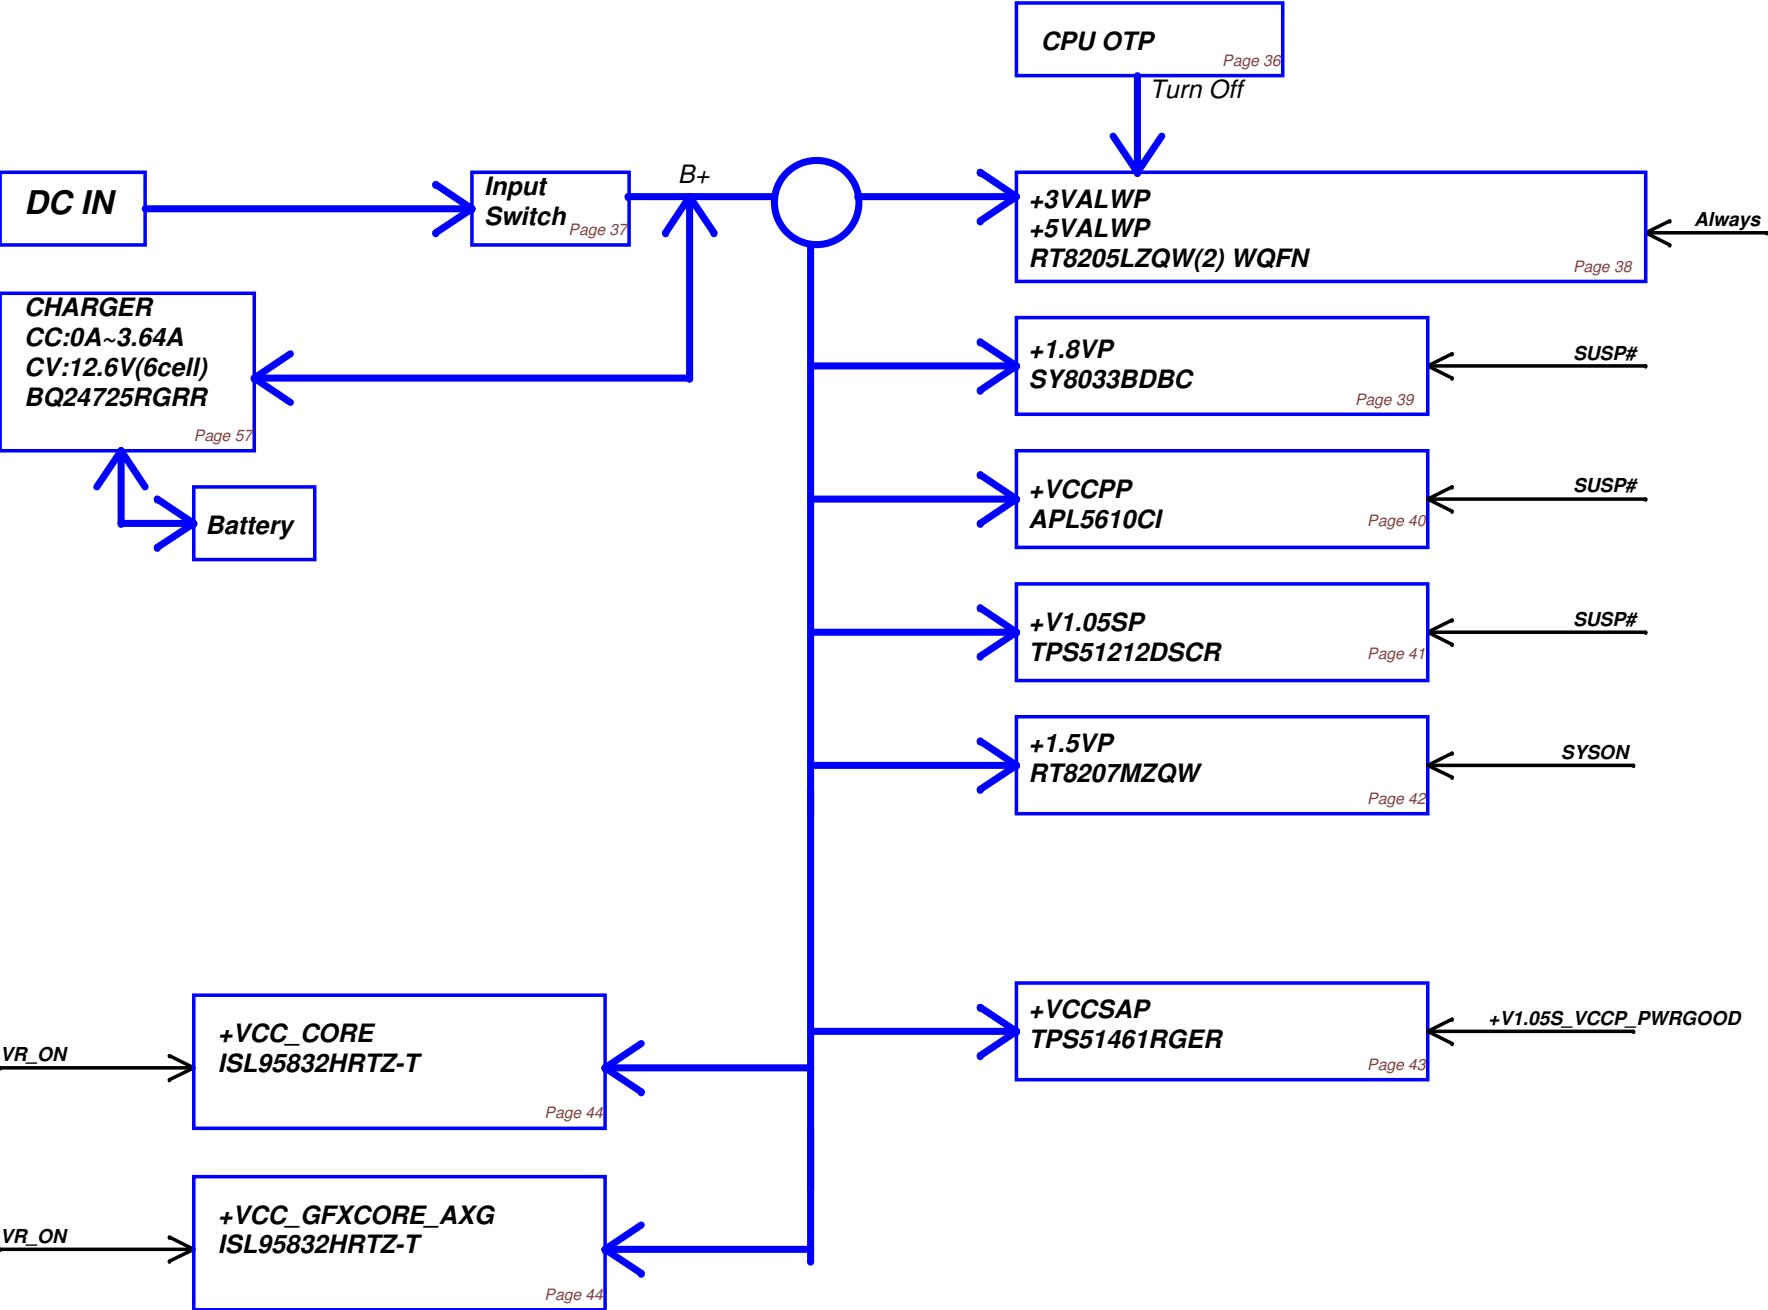 CPU OTP
Page 36
Turn Off
DC IN
Input
Switch
Page 37
B+
+3VALWP
+5VALWP
RT8205LZQW(2) WQFN
Page 38
Always
CHARGER
CC:0A~3.64A
CV:12.6V(6cell)
BQ24725RGRR
Page 57
Battery
+1.8VP
SY8033BDBC
Page 39
SUSP#
+VCCPP
APL5610CI
Page 40
SUSP#
+V1.05SP
TPS51212DSCR
Page 41
SUSP#
+1.5VP
RT8207MZQW
Page 42
SYSON
+VCCSAP
TPS51461RGER
Page 43
+V1.05S_VCCP_PWRGOOD
VR_ON
+VCC_CORE
ISL95832HRTZ-T
Page 44
VR_ON
+VCC_GFXCORE_AXG
ISL95832HRTZ-T
Page 44